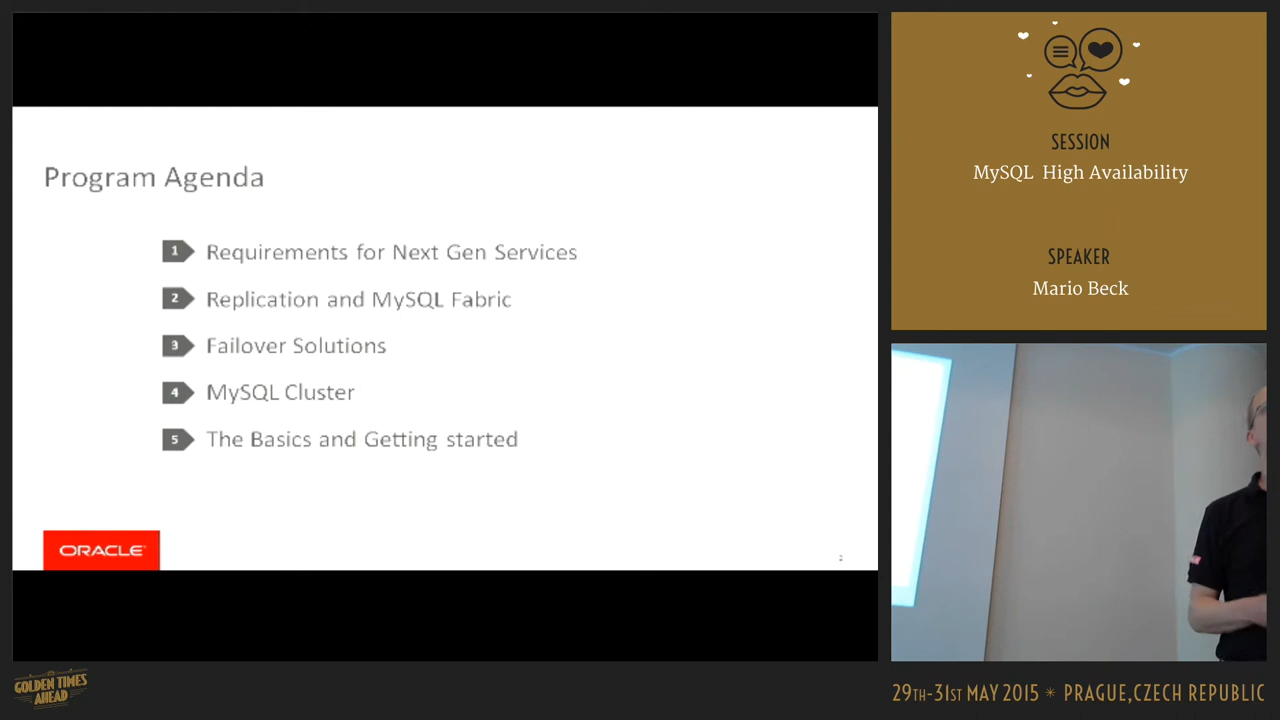 Program Agenda
1 Requirements for Next Gen Services
2 Replication and MySQL Fabric
3 Failover Solutions
4 MySQL Cluster
5 The Basics and Getting started
ORACLE
2
SESSION
MySQL High Availability
SPEAKER
Mario Beck
GOLDEN TIMES
AHEAD
29TH-31ST MAY 2015 * PRAGUE,CZECH REPUBLIC